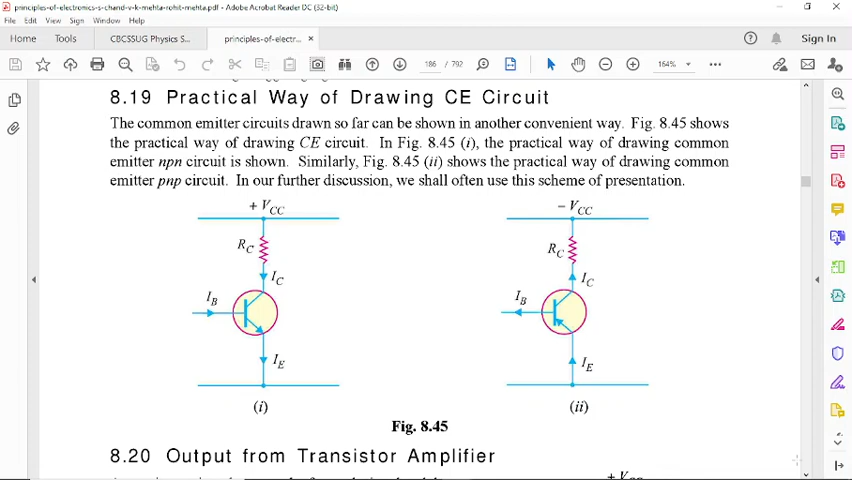 principles-of-electronics-s-chand-v-k-mehta-rohit-mehta.pdf - Adobe Acrobat Reader DC (32-bit)
File Edit View Sign Window Help
Home Tools CBCSSUG Physics S... principles-of-electr... × Sign In
186 / 792 164%
8.19 Practical Way of Drawing CE Circuit
The common emitter circuits drawn so far can be shown in another convenient way. Fig. 8.45 shows
the practical way of drawing CE circuit. In Fig. 8.45 (i), the practical way of drawing common
emitter npn circuit is shown. Similarly, Fig. 8.45 (ii) shows the practical way of drawing common
emitter pnp circuit. In our further discussion, we shall often use this scheme of presentation.
+ VCC
RC
IC
IB
IE
(i)
– VCC
RC
IC
IB
IE
(ii)
Fig. 8.45
8.20 Output from Transistor Amplifier
+ VCC